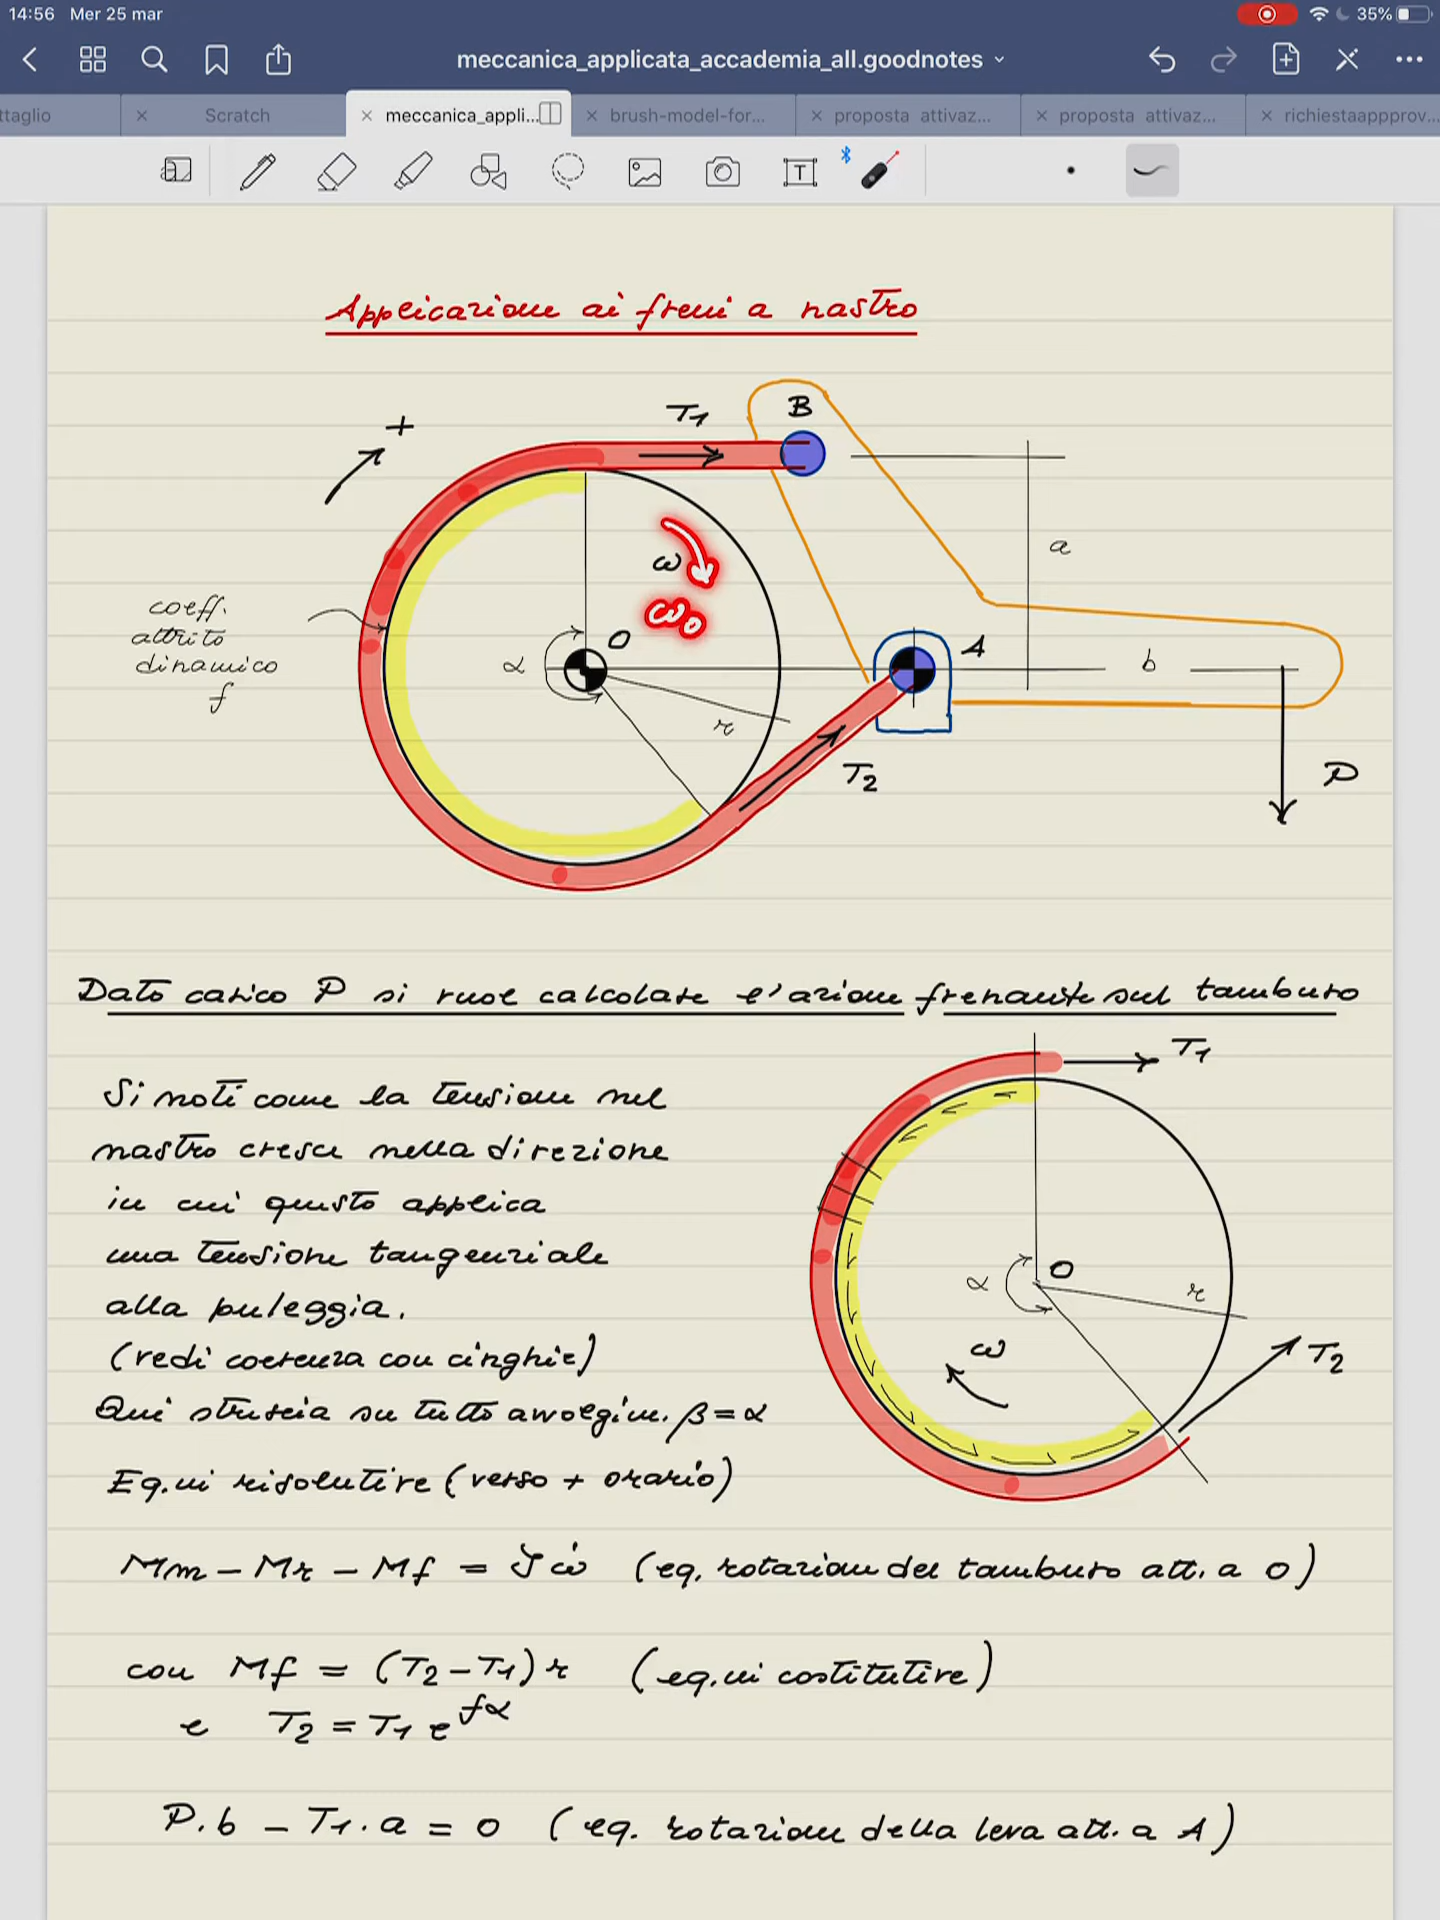 14:56 Mer 25 mar
35%
meccanica_applicata_accademia_all.goodnotes
ttaglio
Scratch
meccanica_appli...
brush-model-for...
proposta attivaz...
proposta attivaz...
richiestaappprov...
Applicazione ai freni a nastro
+
T1
B
ω
ω0
a
coeff.
attrito
dinamico
f
α
O
A
b
r
T2
P
Dato carico P si vuol calcolare l'azione frenante sul tamburo
T1
Si noti come la tensione nel
nastro cresce nella direzione
in cui questo applica
una tensione tangenziale
alla puleggia.
(vedi coerenza con cinghie)
Qui striscia su tutto avvolgim. β = α
Eq.ni risolutive (verso + orario)
α
O
r
ω
T2
Mm - Mr - Mf = J ω̇ (eq. rotazione del tamburo att. a O)
con Mf = (T2 - T1) r (eq.ni costitutive)
e T2 = T1 e^fα
P. b - T1. a = 0 (eq. rotazione della leva att. a A)